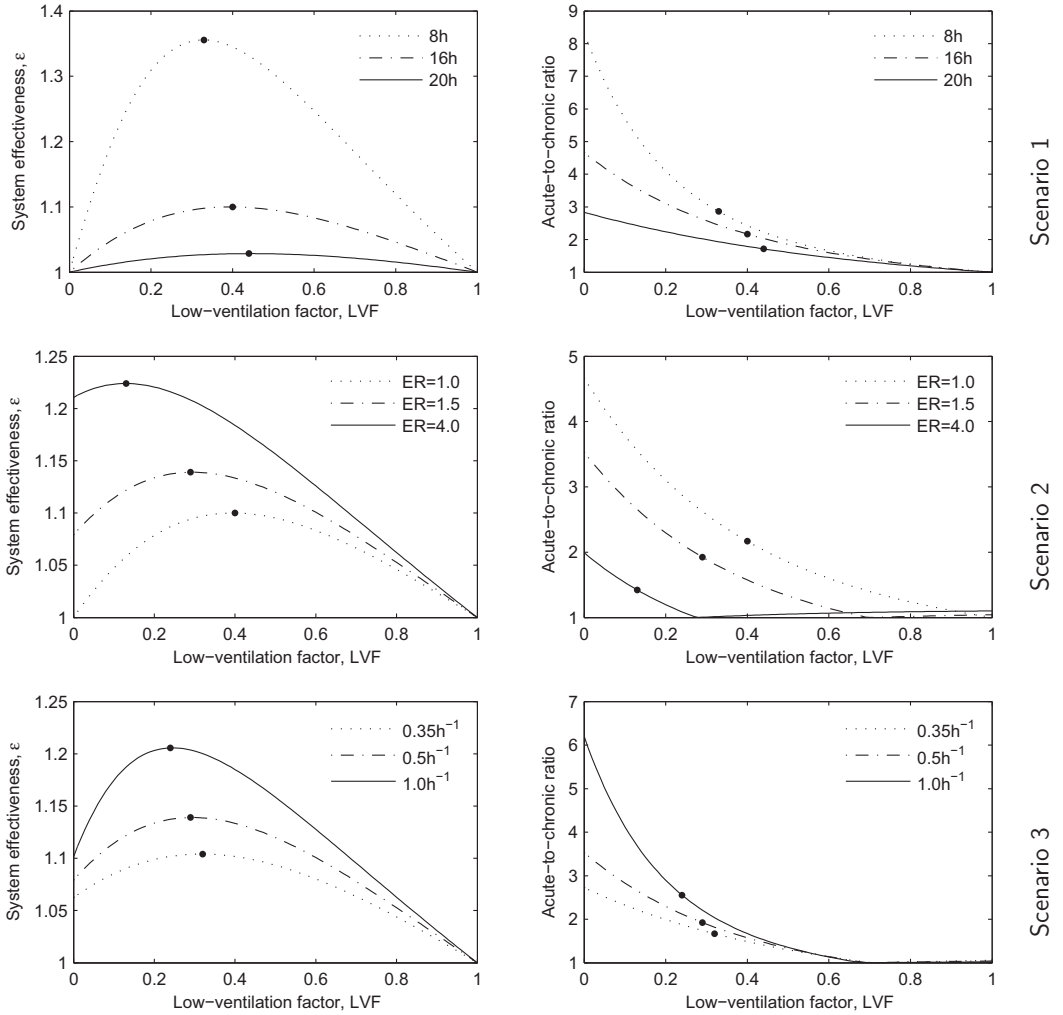 System effectiveness, ε
1.4
1.3
1.2
1.1
1
0
0.2
0.4
0.6
0.8
1
Low−ventilation factor, LVF
8h
16h
20h
Acute−to−chronic ratio
9
8
7
6
5
4
3
2
1
0
0.2
0.4
0.6
0.8
1
Low−ventilation factor, LVF
8h
16h
20h
Scenario 1
System effectiveness, ε
1.25
1.2
1.15
1.1
1.05
1
0
0.2
0.4
0.6
0.8
1
Low−ventilation factor, LVF
ER=1.0
ER=1.5
ER=4.0
Acute−to−chronic ratio
5
4
3
2
1
0
0.2
0.4
0.6
0.8
1
Low−ventilation factor, LVF
ER=1.0
ER=1.5
ER=4.0
Scenario 2
System effectiveness, ε
1.25
1.2
1.15
1.1
1.05
1
0
0.2
0.4
0.6
0.8
1
Low−ventilation factor, LVF
0.35h⁻¹
0.5h⁻¹
1.0h⁻¹
Acute−to−chronic ratio
7
6
5
4
3
2
1
0
0.2
0.4
0.6
0.8
1
Low−ventilation factor, LVF
0.35h⁻¹
0.5h⁻¹
1.0h⁻¹
Scenario 3